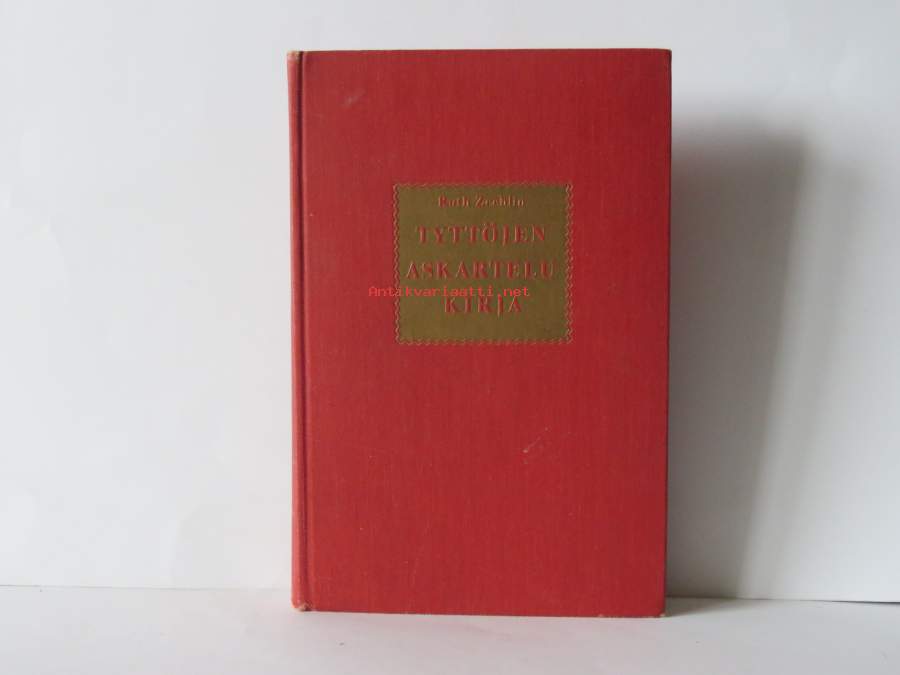 Ruth Zechlin
TYTTÖJEN
ASKARTELU
Antikvariaatti.net
KIRJA